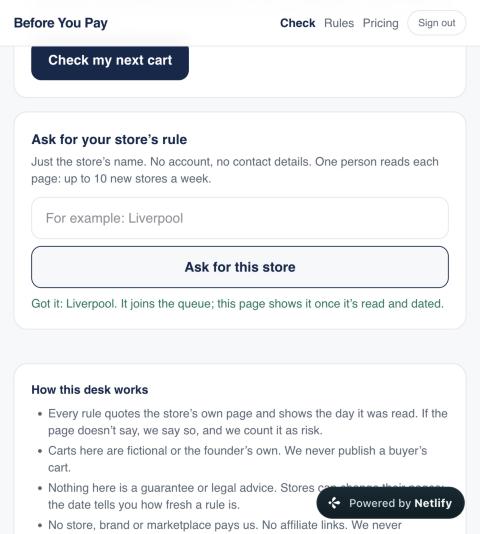 Before You Pay
Check Rules Pricing Sign out
Check my next cart
Ask for your store’s rule
Just the store’s name. No account, no contact details. One person reads each
page: up to 10 new stores a week.
For example: Liverpool
Ask for this store
Got it: Liverpool. It joins the queue; this page shows it once it’s read and dated.
How this desk works
• Every rule quotes the store’s own page and shows the day it was read. If the
page doesn’t say, we say so, and we count it as risk.
• Carts here are fictional or the founder’s own. We never publish a buyer’s
cart.
• Nothing here is a guarantee or legal advice. Stores can change their pages;
the date tells you how fresh a rule is.
• No store, brand or marketplace pays us. No affiliate links. We never
Powered by Netlify